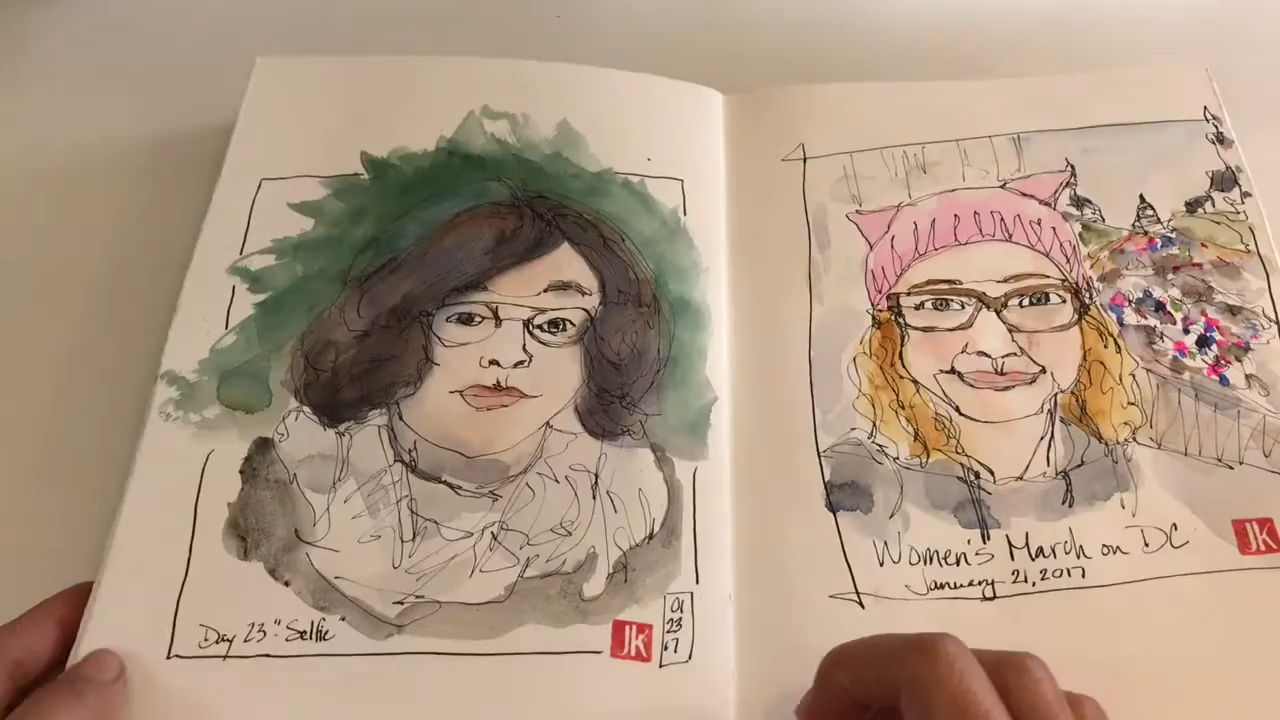 Day 23 "Selfie"
JK
01
23
17
Women's March on DC
January 21, 2017
JK